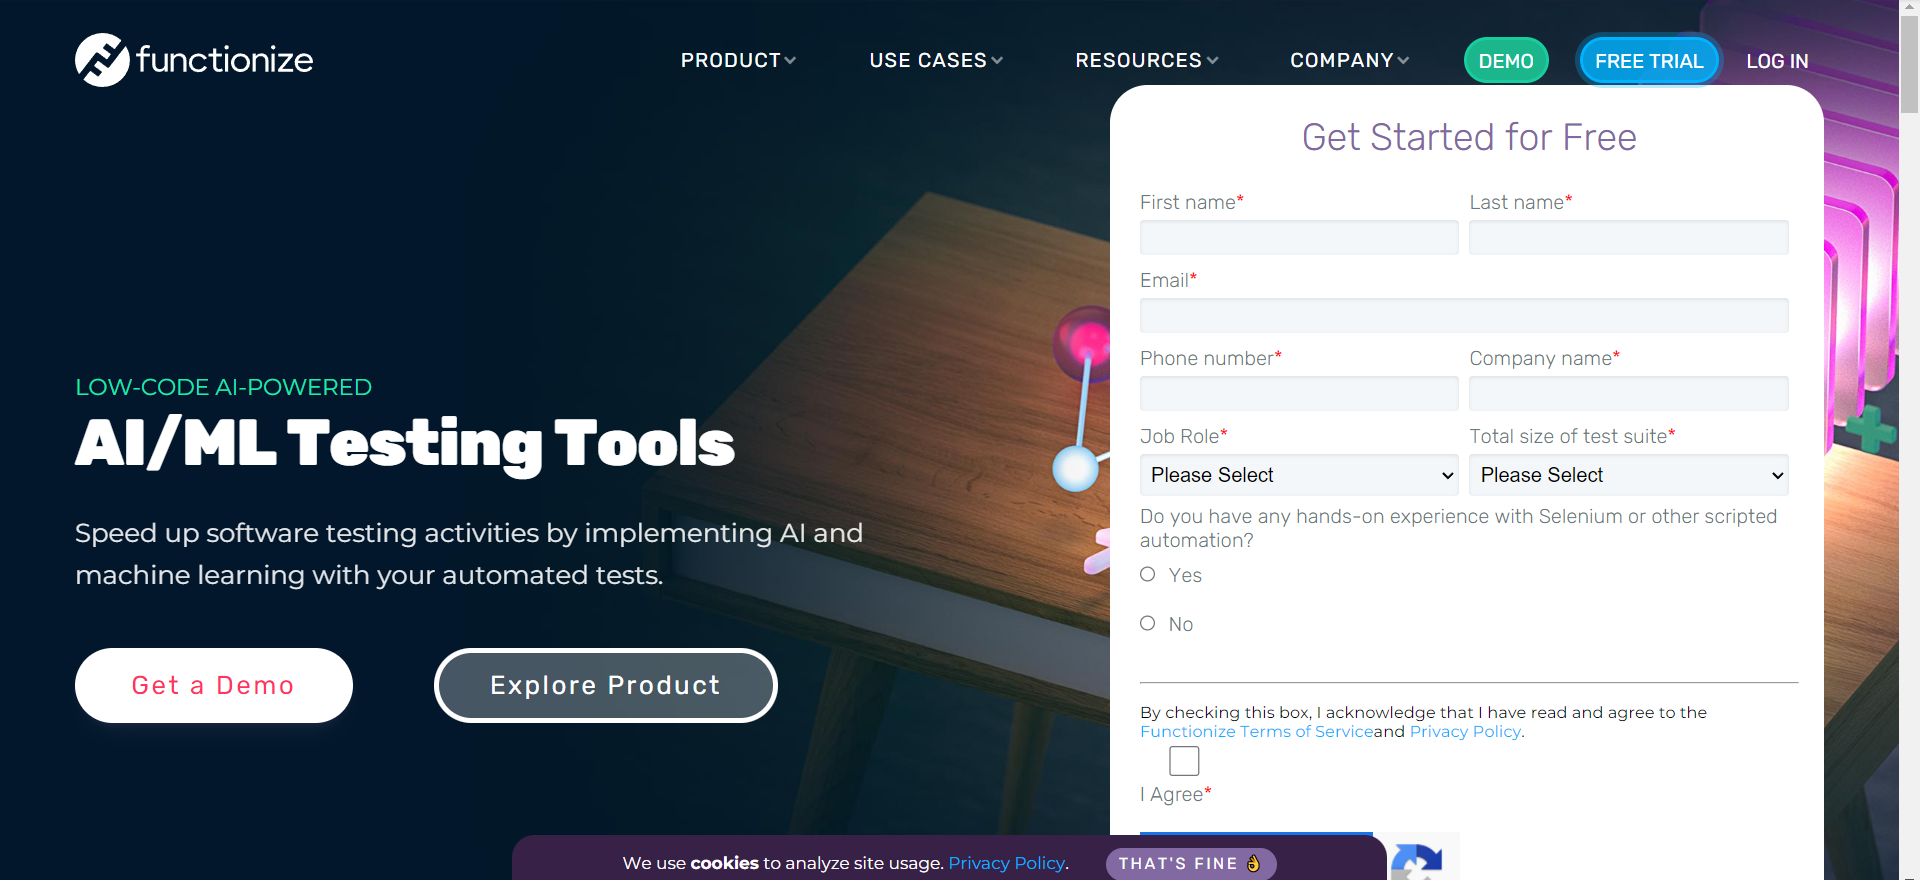 functionize
PRODUCT
USE CASES
RESOURCES
COMPANY
DEMO
FREE TRIAL
LOG IN
LOW-CODE AI-POWERED
AI/ML Testing Tools
Speed up software testing activities by implementing AI and
machine learning with your automated tests.
Get a Demo
Explore Product
Get Started for Free
First name*
Last name*
Email*
Phone number*
Company name*
Job Role*
Total size of test suite*
Please Select
Please Select
Do you have any hands-on experience with Selenium or other scripted
automation?
Yes
No
By checking this box, I acknowledge that I have read and agree to the
Functionize Terms of Serviceand Privacy Policy.
I Agree*
We use cookies to analyze site usage. Privacy Policy.
THAT'S FINE 👌